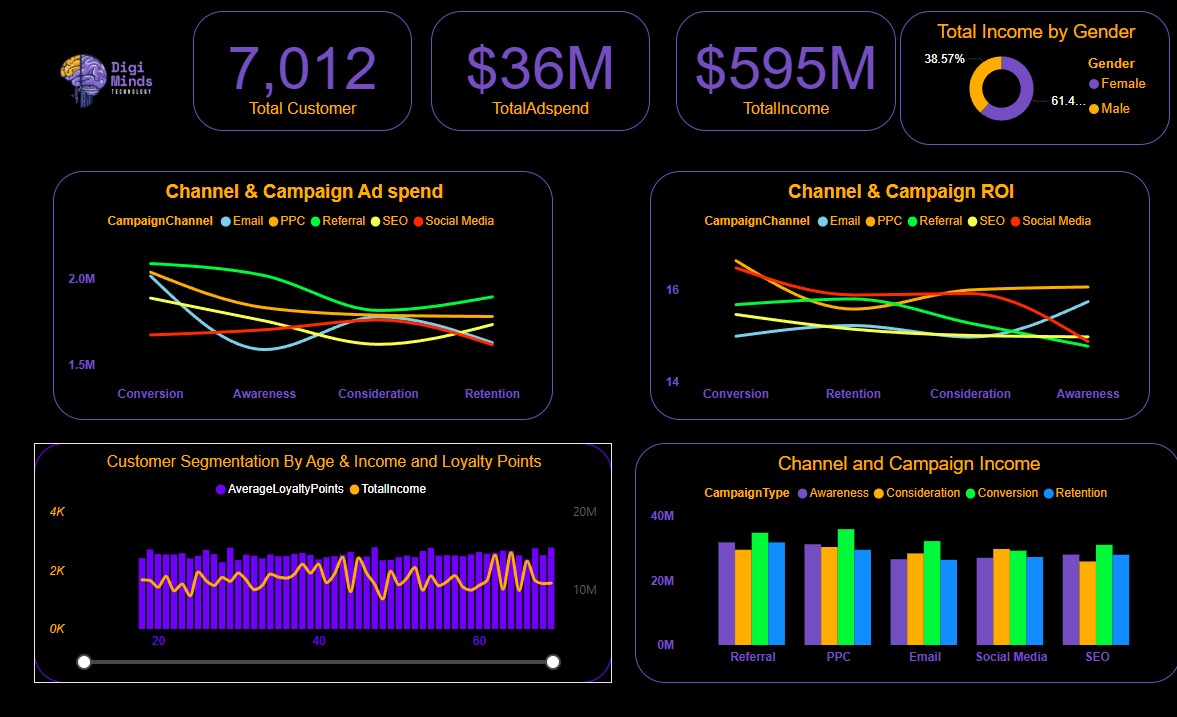 Digi
Minds
TECHNOLOGY
7,012
Total Customer
$36M
TotalAdspend
$595M
TotalIncome
Total Income by Gender
38.57%
61.4...
Gender
Female
Male
Channel & Campaign Ad spend
CampaignChannel Email PPC Referral SEO Social Media
2.0M
1.5M
Conversion Awareness Consideration Retention
Channel & Campaign ROI
CampaignChannel Email PPC Referral SEO Social Media
16
14
Conversion Retention Consideration Awareness
Customer Segmentation By Age & Income and Loyalty Points
AverageLoyaltyPoints TotalIncome
4K 20M
2K 10M
0K
20 40 60
Channel and Campaign Income
CampaignType Awareness Consideration Conversion Retention
40M
20M
0M
Referral PPC Email Social Media SEO